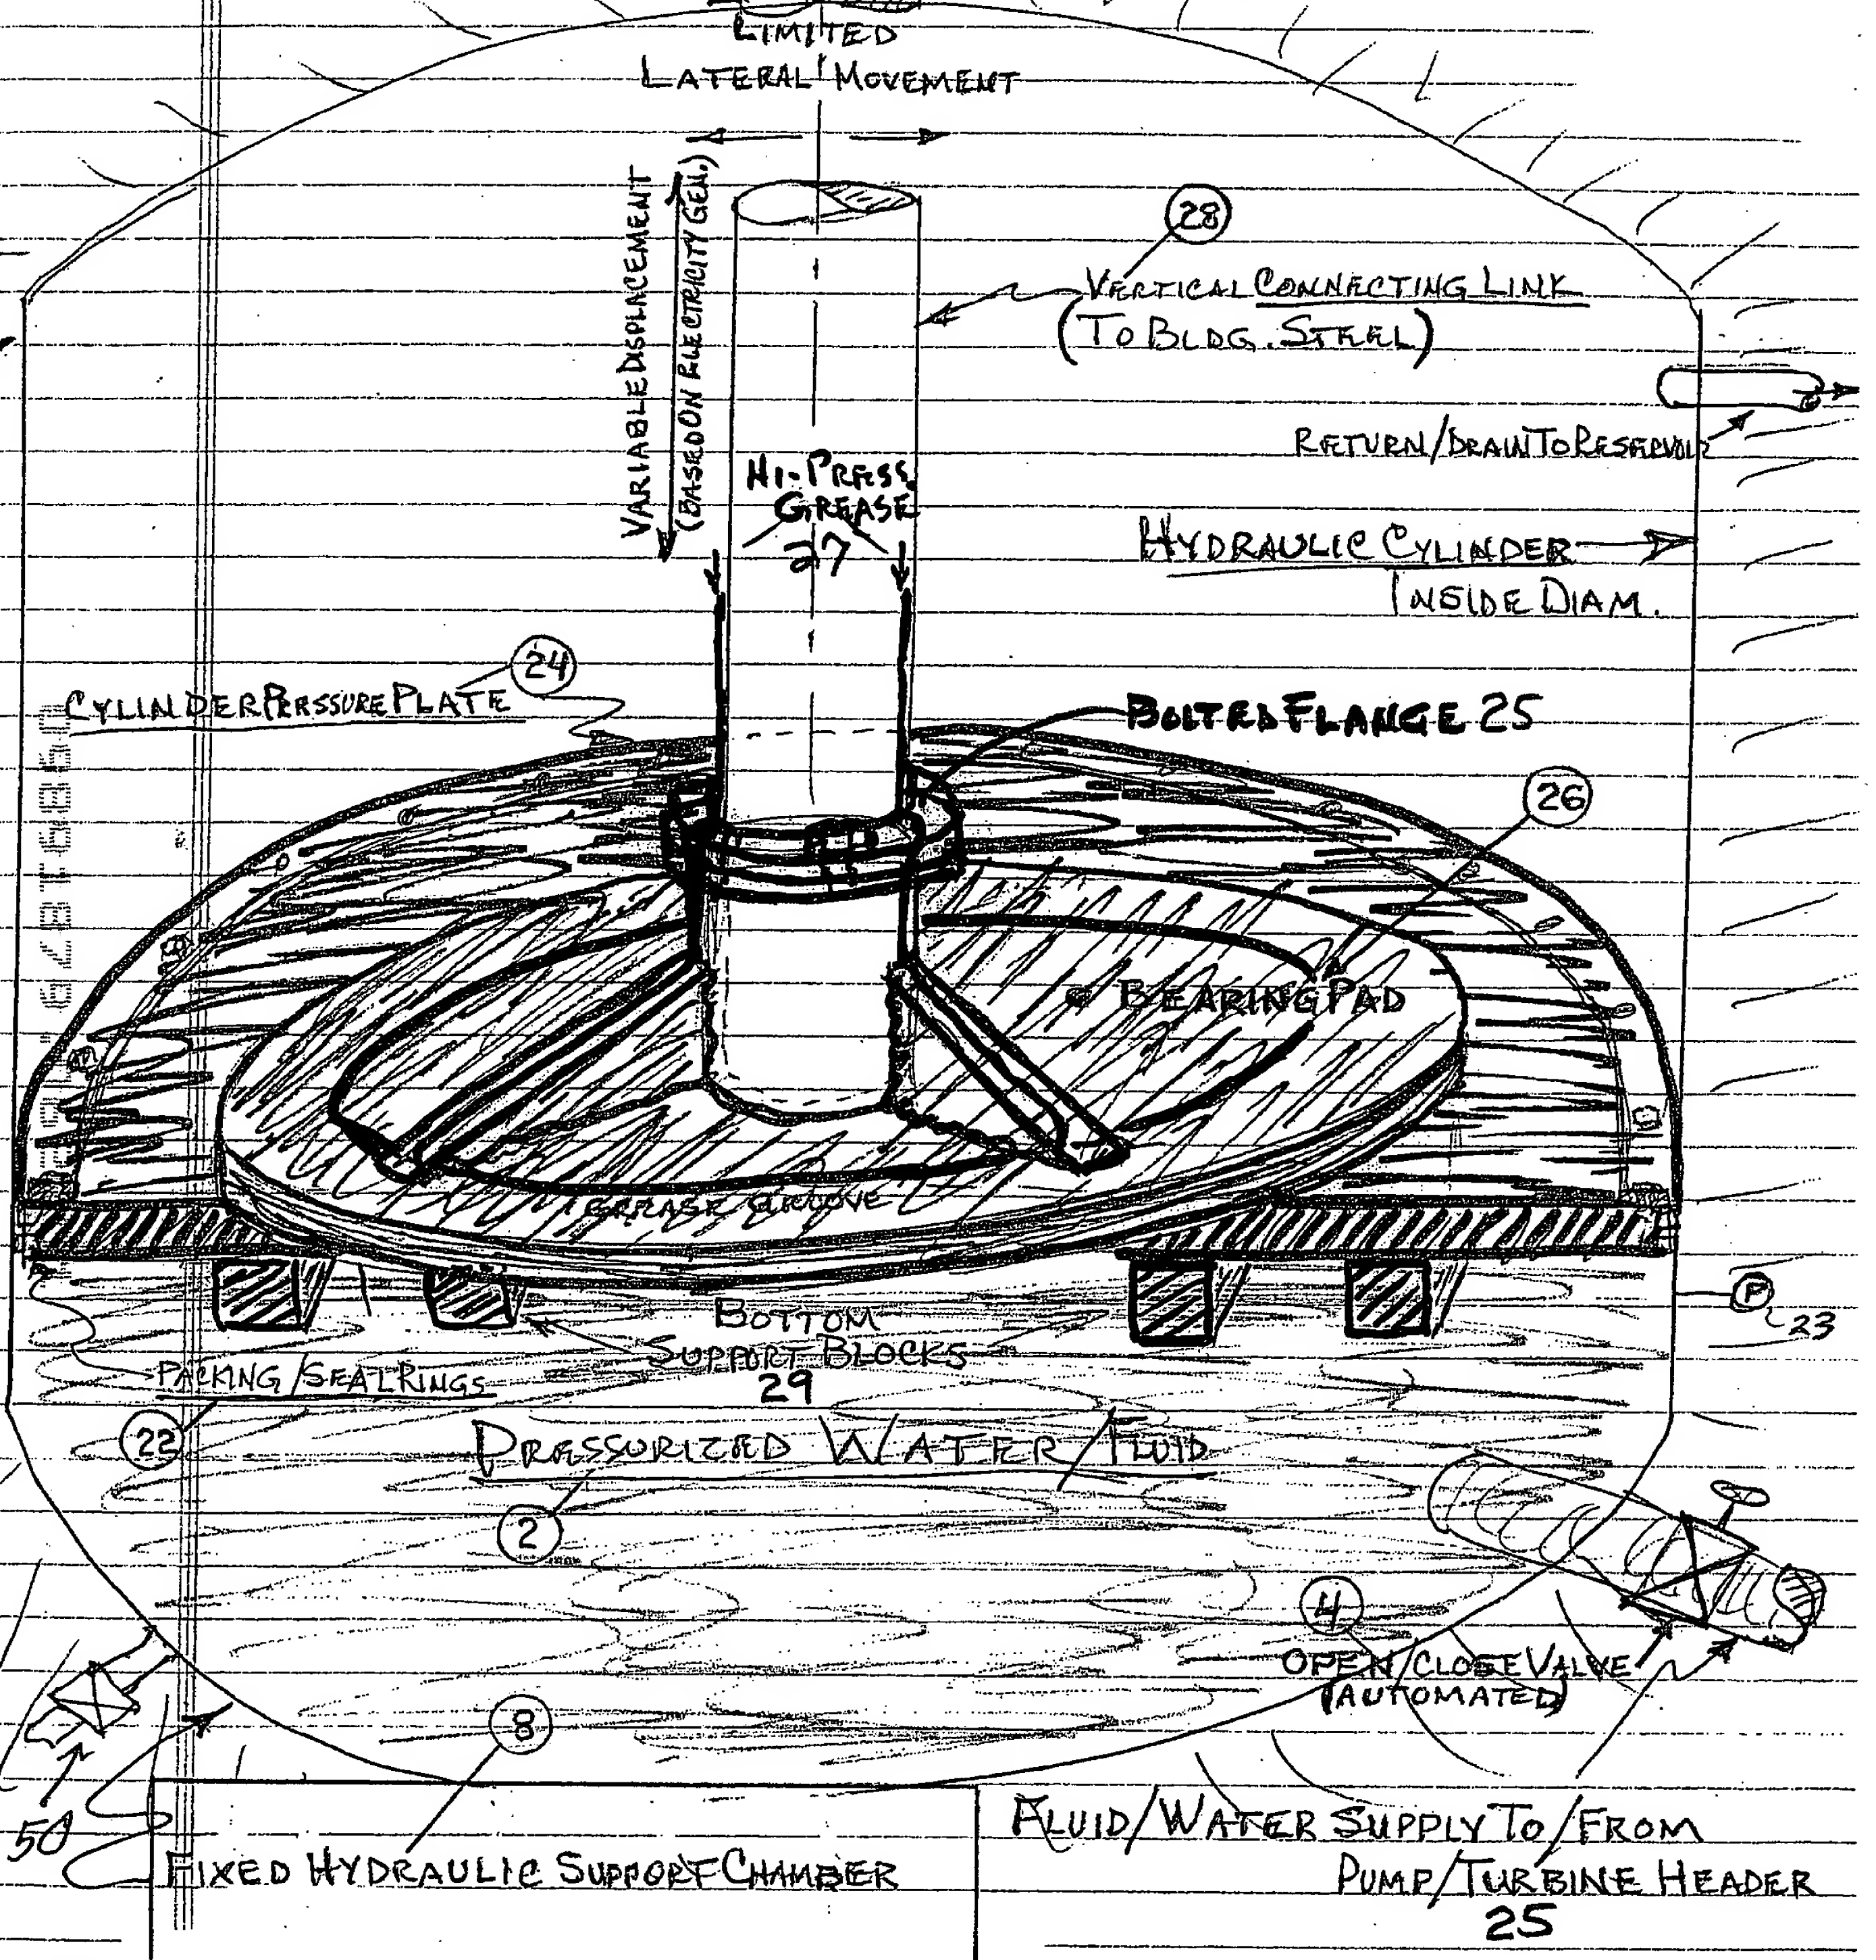 LIMITED
LATERAL MOVEMENT
VARIABLE DISPLACEMENT
(BASED ON ELECTRICITY GEN.)
28
VERTICAL CONNECTING LINK
(TO BLDG. STEEL)
RETURN/DRAIN TO RESERVOIR
HI-PRESS.
GREASE
27
HYDRAULIC CYLINDER
INSIDE DIAM.
24
CYLINDER PRESSURE PLATE
BOLTED FLANGE 25
26
BEARING PAD
GREASE GROOVE
P
23
BOTTOM
SUPPORT BLOCKS
29
PACKING/SEAL RINGS
22
PRESSURIZED WATER/FLUID
2
4
OPEN/CLOSE VALVE
(AUTOMATED)
8
50
FIXED HYDRAULIC SUPPORT CHAMBER
FLUID/WATER SUPPLY TO/FROM
PUMP/TURBINE HEADER
25